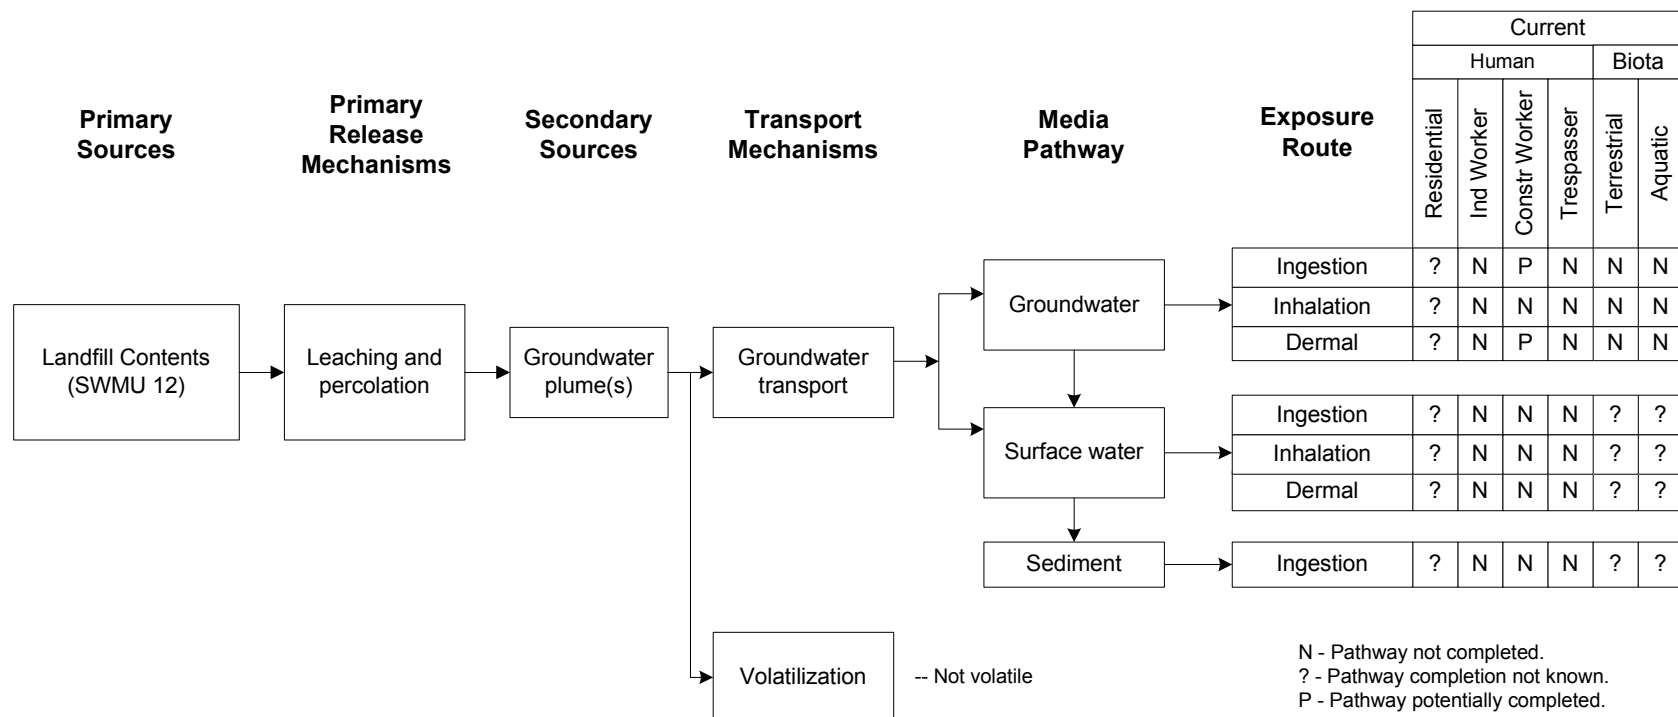 Current
Human Biota
Primary
Sources
Primary
Release
Mechanisms
Secondary
Sources
Transport
Mechanisms
Media
Pathway
Exposure
Route
Residential
Ind Worker
Constr Worker
Trespasser
Terrestrial
Aquatic
Landfill Contents
(SWMU 12)
Leaching and
percolation
Groundwater
plume(s)
Groundwater
transport
Groundwater
Ingestion ? N P N N N
Inhalation ? N N N N N
Dermal ? N P N N N
Surface water
Ingestion ? N N N ? ?
Inhalation ? N N N ? ?
Dermal ? N N N ? ?
Sediment
Ingestion ? N N N ? ?
Volatilization
-- Not volatile
N - Pathway not completed.
? - Pathway completion not known.
P - Pathway potentially completed.